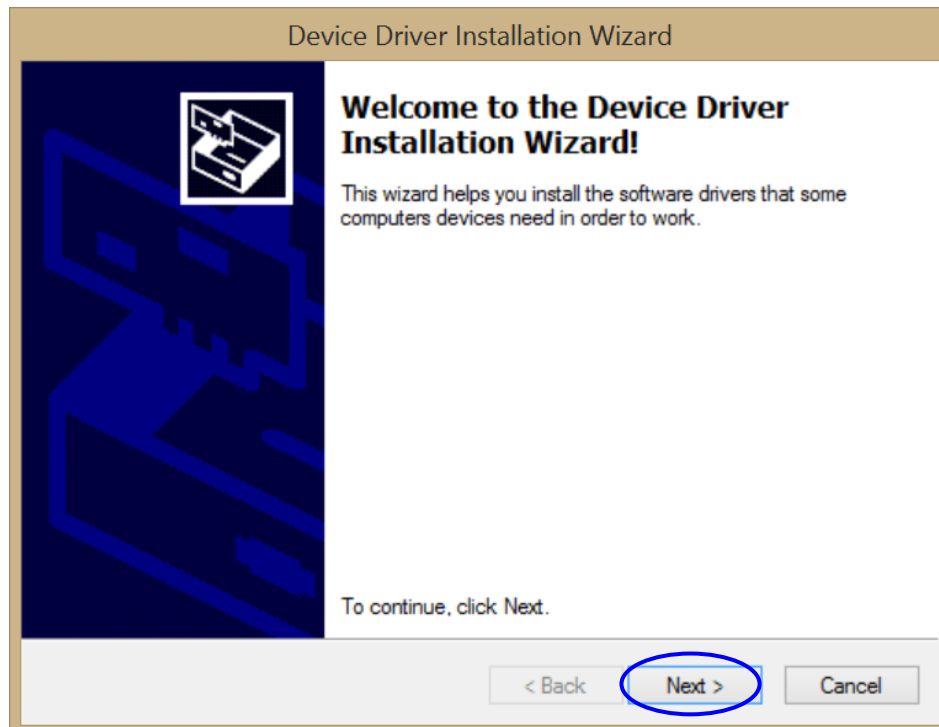 Device Driver Installation Wizard
Welcome to the Device Driver
Installation Wizard!
This wizard helps you install the software drivers that some
computers devices need in order to work.
To continue, click Next.
< Back Next > Cancel